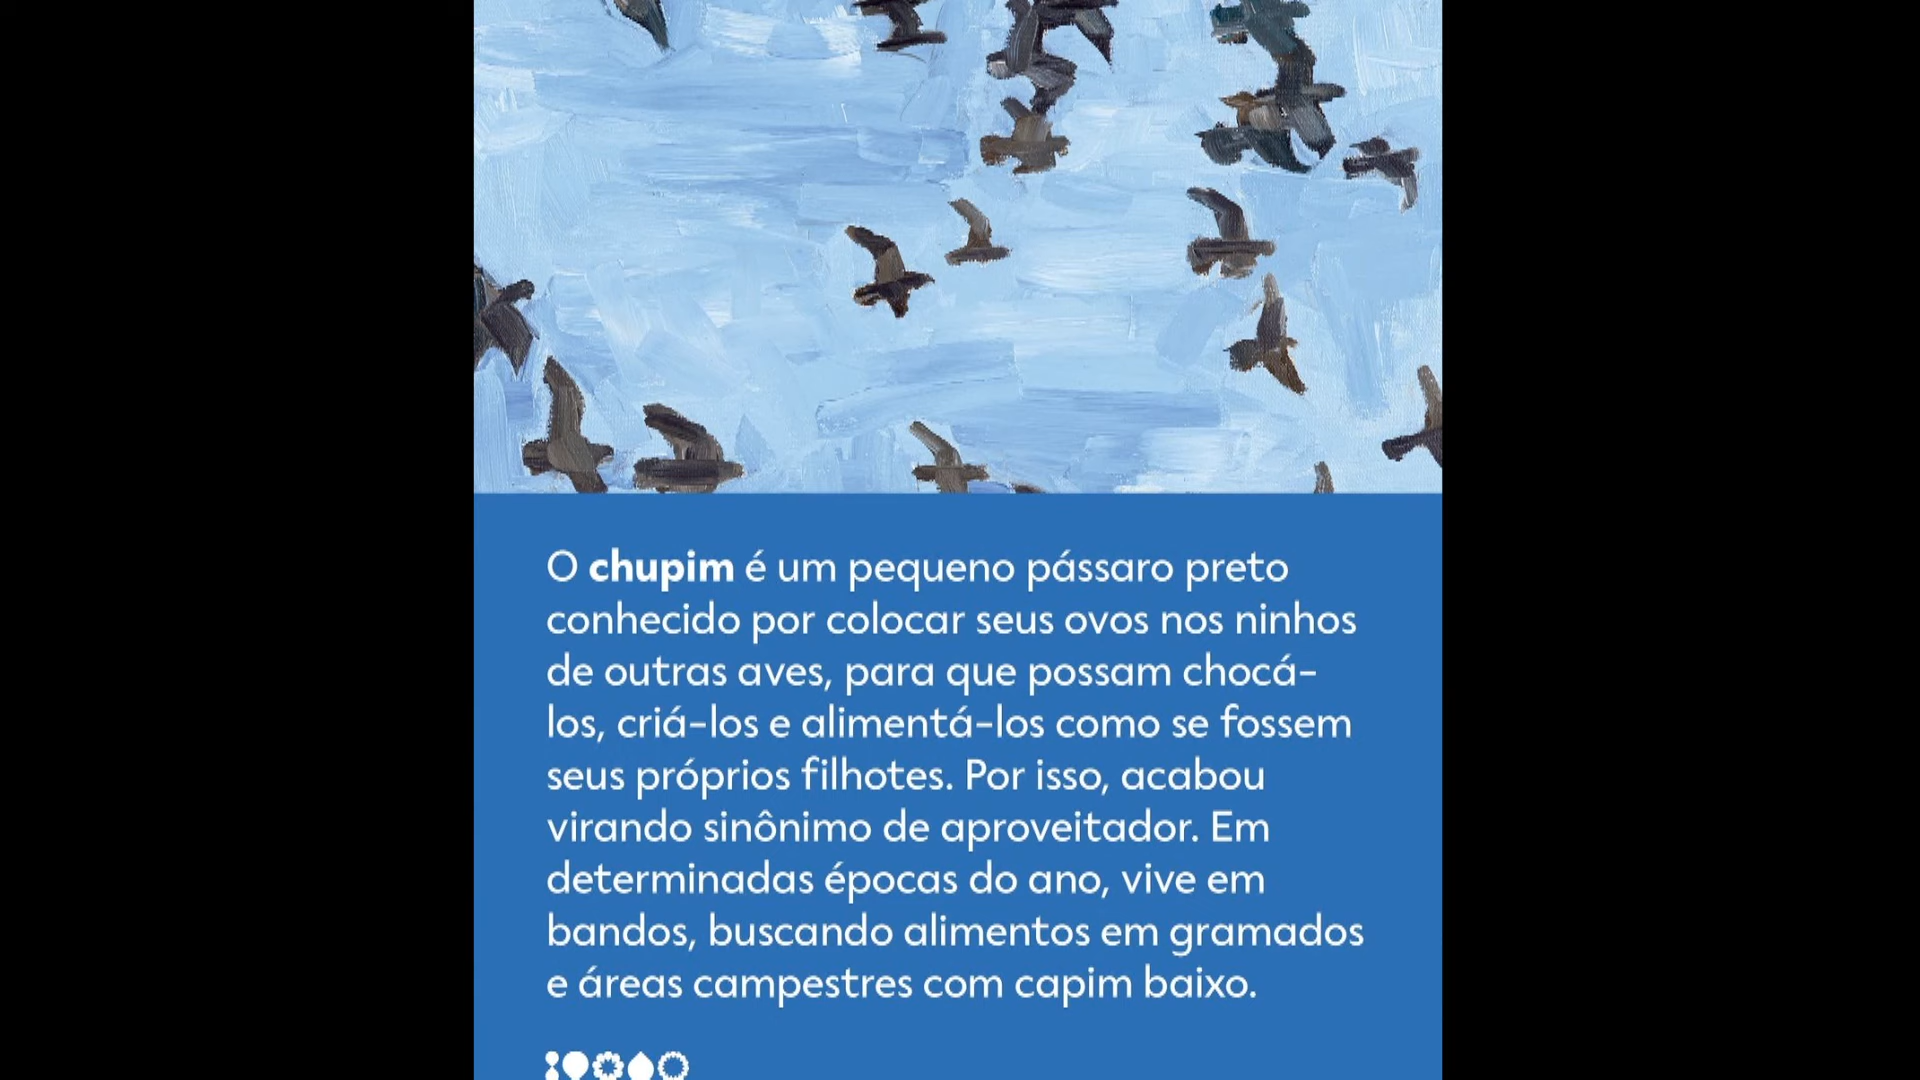 O chupim é um pequeno pássaro preto
conhecido por colocar seus ovos nos ninhos
de outras aves, para que possam chocá-
los, criá-los e alimentá-los como se fossem
seus próprios filhotes. Por isso, acabou
virando sinônimo de aproveitador. Em
determinadas épocas do ano, vive em
bandos, buscando alimentos em gramados
e áreas campestres com capim baixo.